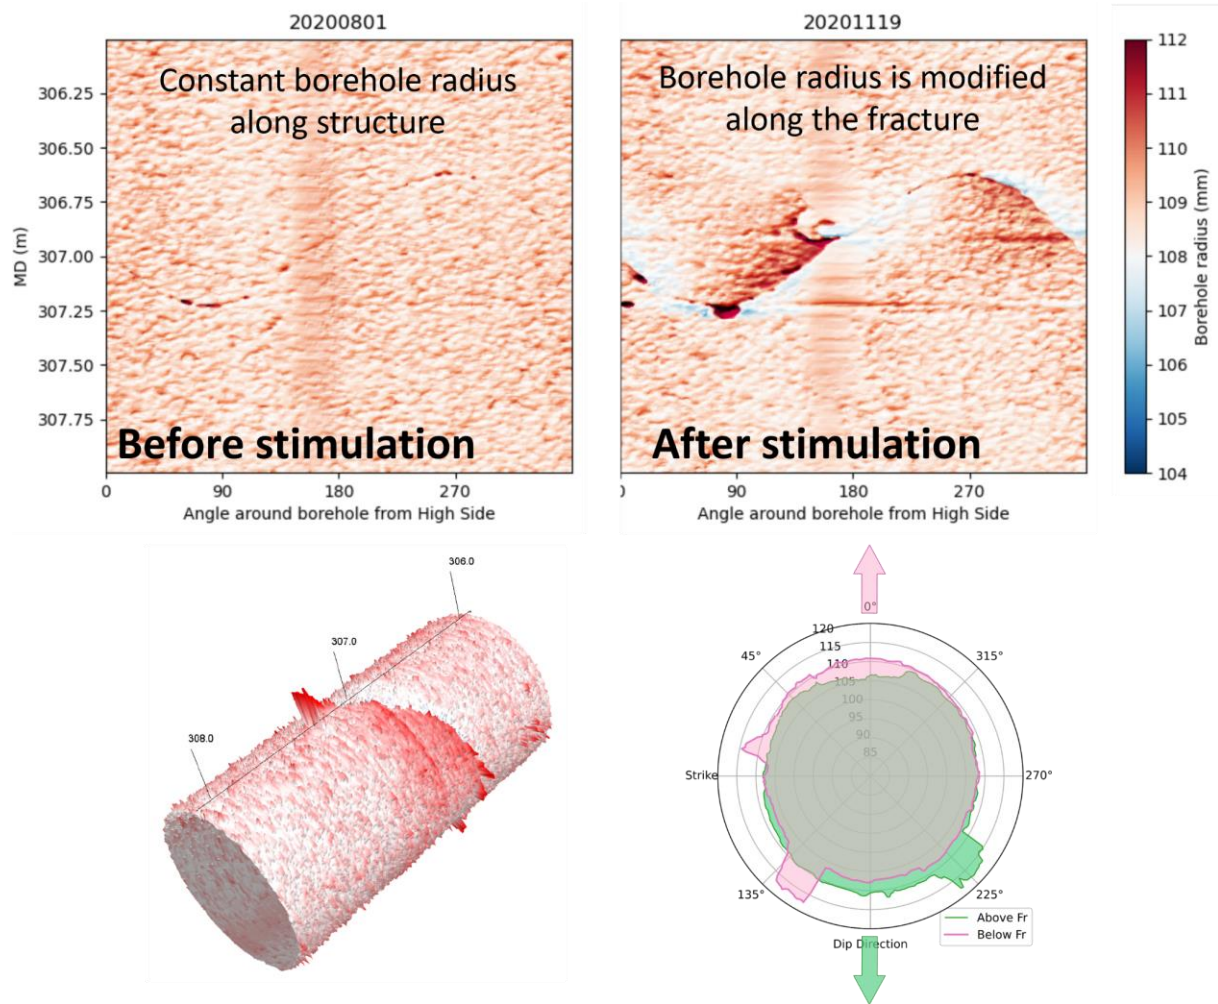 20200801
20201119
Constant borehole radius
along structure
Borehole radius is modified
along the fracture
Before stimulation
After stimulation
MD (m)
306.25
306.50
306.75
307.00
307.25
307.50
307.75
0 90 180 270
Angle around borehole from High Side
0 90 180 270
Angle around borehole from High Side
112
111
110
109
108
107
106
105
104
Borehole radius (mm)
306.0
307.0
308.0
0°
45°
315°
Strike
270°
135°
225°
Dip Direction
120
115
110
105
100
95
90
85
Above Fr
Below Fr